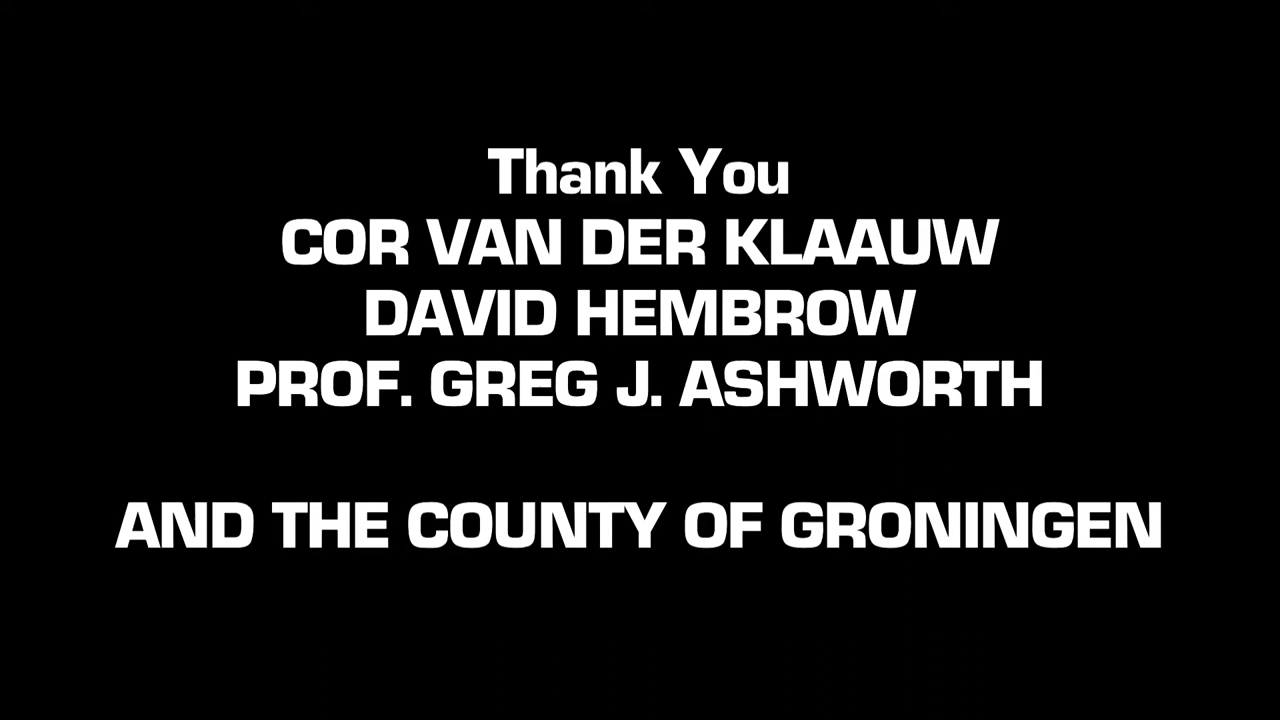 Thank You
COR VAN DER KLAAUW
DAVID HEMBROW
PROF. GREG J. ASHWORTH
AND THE COUNTY OF GRONINGEN